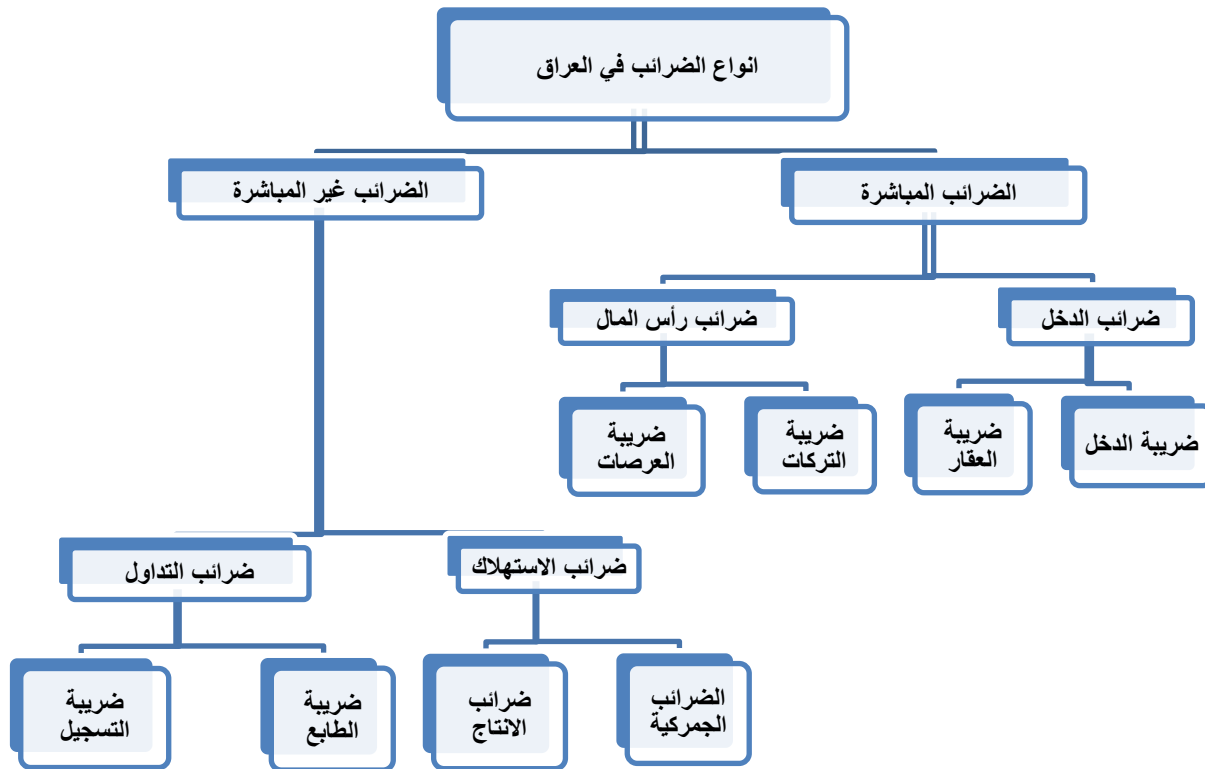 انواع الضرائب في العراق
الضرائب المباشرة
الضرائب غير المباشرة
ضرائب الدخل
ضرائب رأس المال
ضريبة الدخل
ضريبة
العقار
ضريبة
التركات
ضريبة
العرصات
ضرائب الاستهلاك
ضرائب التداول
الضرائب
الجمركية
ضرائب
الانتاج
ضريبة
الطابع
ضريبة
التسجيل